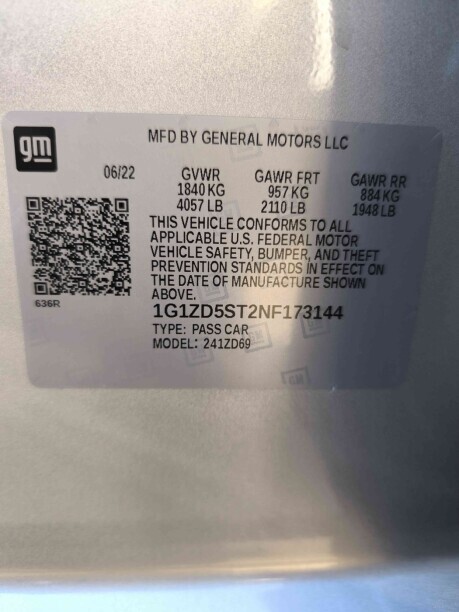 gm
MFD BY GENERAL MOTORS LLC
06/22 GVWR GAWR FRT GAWR RR
1840 KG 957 KG 884 KG
4057 LB 2110 LB 1948 LB
THIS VEHICLE CONFORMS TO ALL
APPLICABLE U.S. FEDERAL MOTOR
VEHICLE SAFETY, BUMPER, AND THEFT
PREVENTION STANDARDS IN EFFECT ON
THE DATE OF MANUFACTURE SHOWN
ABOVE.
636R
1G1ZD5ST2NF173144
TYPE: PASS CAR
MODEL: 241ZD69